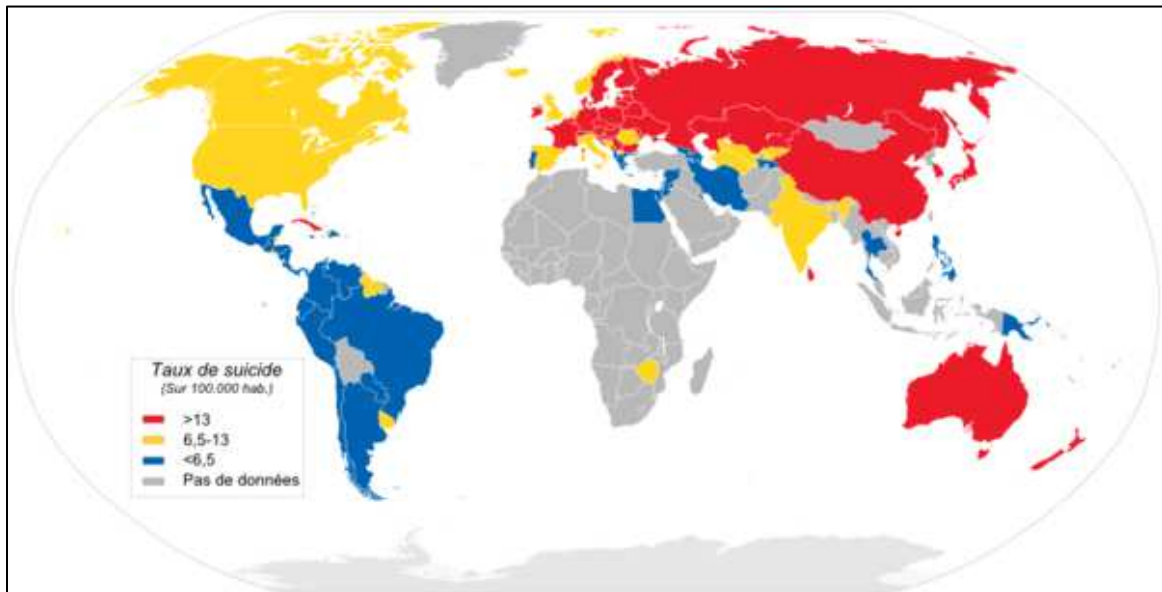 Taux de suicide
(Sur 100.000 hab.)
>13
6,5-13
<6,5
Pas de données